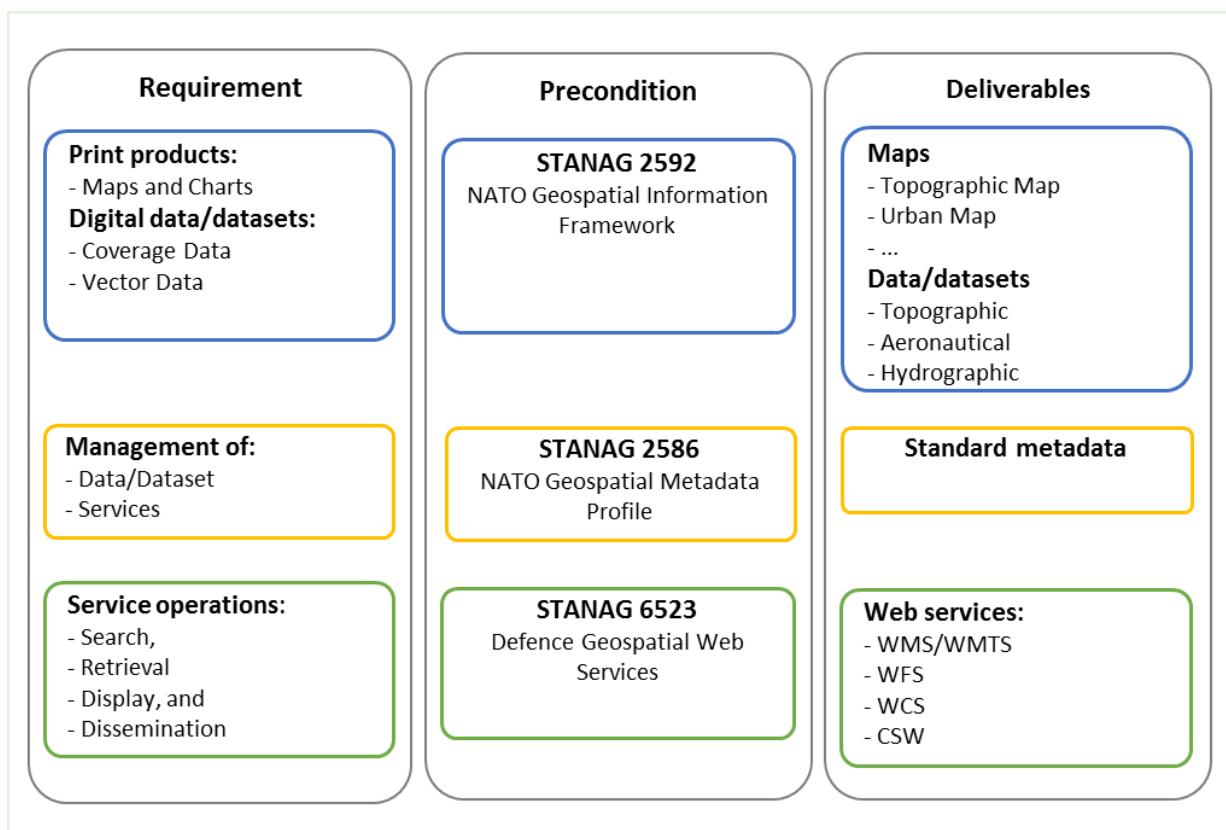 Requirement
Print products:
- Maps and Charts
Digital data/datasets:
- Coverage Data
- Vector Data
Management of:
- Data/Dataset
- Services
Service operations:
- Search,
- Retrieval
- Display, and
- Dissemination
Precondition
STANAG 2592
NATO Geospatial Information
Framework
STANAG 2586
NATO Geospatial Metadata
Profile
STANAG 6523
Defence Geospatial Web
Services
Deliverables
Maps
- Topographic Map
- Urban Map
- ...
Data/datasets
- Topographic
- Aeronautical
- Hydrographic
Standard metadata
Web services:
- WMS/WMTS
- WFS
- WCS
- CSW